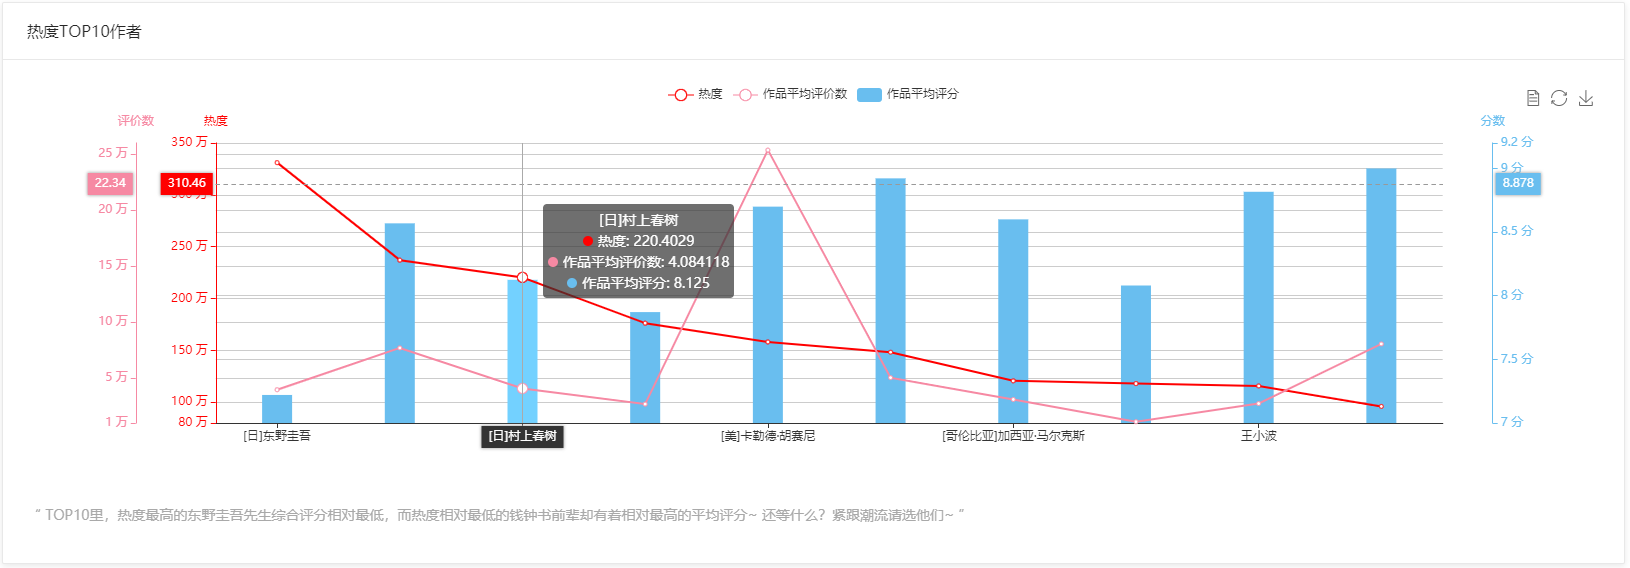 热度TOP10作者
热度 作品平均评价数 作品平均评分
评价数 热度 分数
350 万 9.2 分
25 万 9 分
22.34 310.46 8.878
20 万
[日]村上春树
热度: 220.4029
作品平均评价数: 4.084118
作品平均评分: 8.125
250 万 8.5 分
15 万
200 万 8 分
10 万
150 万 7.5 分
5 万
100 万
1 万 80 万 7 分
[日]东野圭吾 [日]村上春树 [美]卡勒德·胡赛尼 [哥伦比亚]加西亚·马尔克斯 王小波
“ TOP10里，热度最高的东野圭吾先生综合评分相对最低，而热度相对最低的钱钟书前辈却有着相对最高的平均评分~ 还等什么？紧跟潮流请选他们~ ”